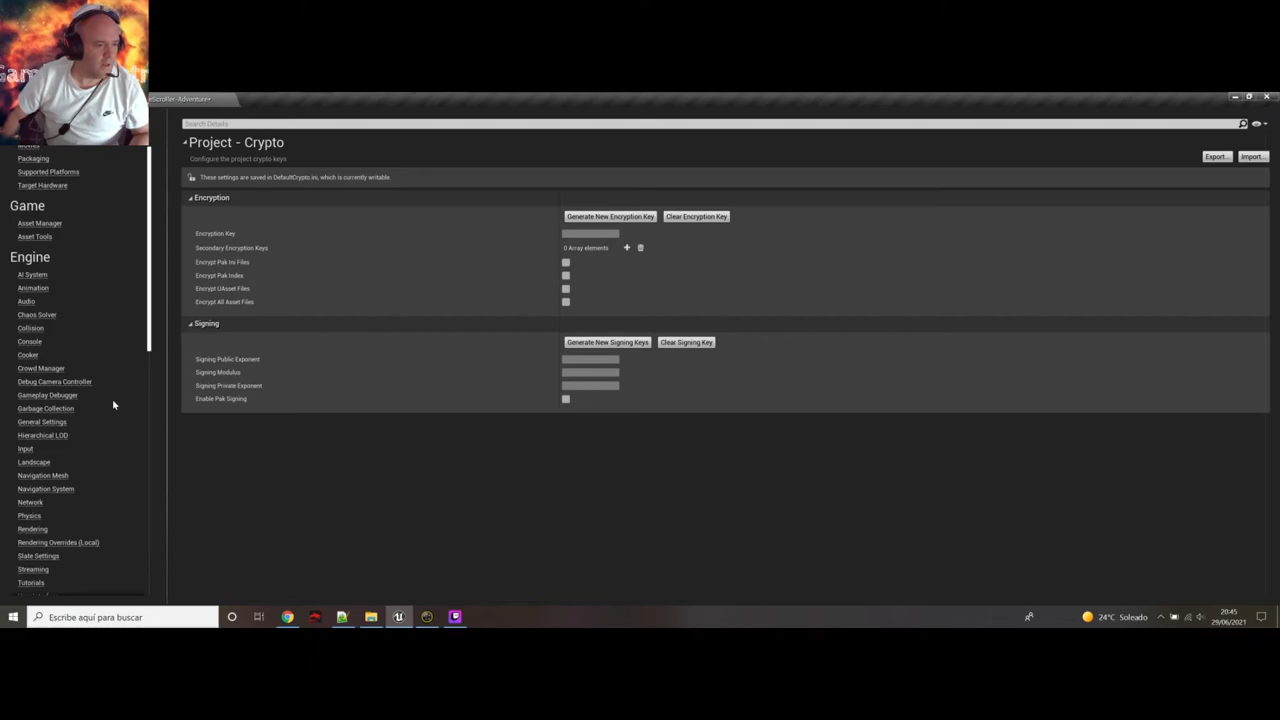 eScroller-Adventure+
Search Details
Project - Crypto
Configure the project crypto keys
Export...
Import...
These settings are saved in DefaultCrypto.ini, which is currently writable
Encryption
Generate New Encryption Key
Clear Encryption Key
Encryption Key
Secondary Encryption Keys
0 Array elements
Encrypt Pak Ini Files
Encrypt Pak Index
Encrypt UAsset Files
Encrypt All Asset Files
Signing
Generate New Signing Keys
Clear Signing Key
Signing Public Exponent
Signing Modulus
Signing Private Exponent
Enable Pak Signing
Packaging
Supported Platforms
Target Hardware
Game
Asset Manager
Asset Tools
Engine
AI System
Animation
Audio
Chaos Solver
Collision
Console
Cooker
Crowd Manager
Debug Camera Controller
Gameplay Debugger
Garbage Collection
General Settings
Hierarchical LOD
Input
Landscape
Navigation Mesh
Navigation System
Network
Physics
Rendering
Rendering Overrides (Local)
Slate Settings
Streaming
Tutorials
Escribe aquí para buscar
24°C Soleado
20:45
29/06/2021